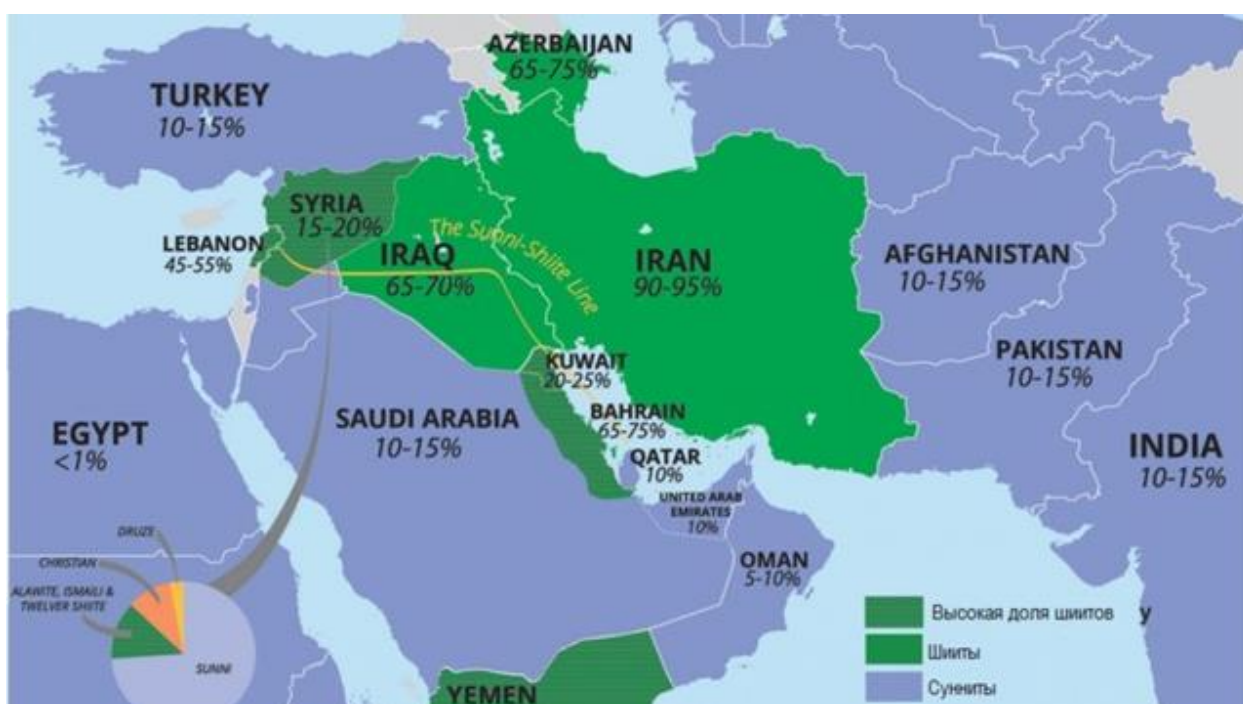 AZERBAIJAN
65-75%
TURKEY
10-15%
SYRIA
15-20%
LEBANON
45-55%
The Sunni-Shiite Line
IRAQ
65-70%
IRAN
90-95%
AFGHANISTAN
10-15%
PAKISTAN
10-15%
KUWAIT
20-25%
BAHRAIN
65-75%
SAUDI ARABIA
10-15%
EGYPT
<1%
QATAR
10%
INDIA
10-15%
UNITED ARAB
EMIRATES
10%
OMAN
5-10%
DRUZE
CHRISTIAN
ALAWITE, ISMAILI &
TWELVER SHIITE
SUNNI
YEMEN
Высокая доля шиитов у
Шииты
Сунниты